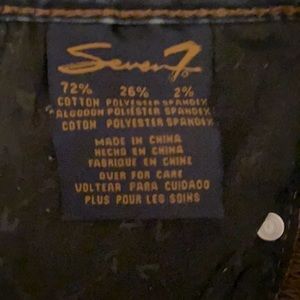 Seven7
72% 26% 2%
COTTON POLYESTER SPANDEX
ALGODON POLIÉSTER SPANDEX
COTON POLYESTER SPANDEX
MADE IN CHINA
HECHO EN CHINA
FABRIQUE EN CHINE
OVER FOR CARE
VOLTEAR PARA CUIDADO
PLUS POUR LES SOINS